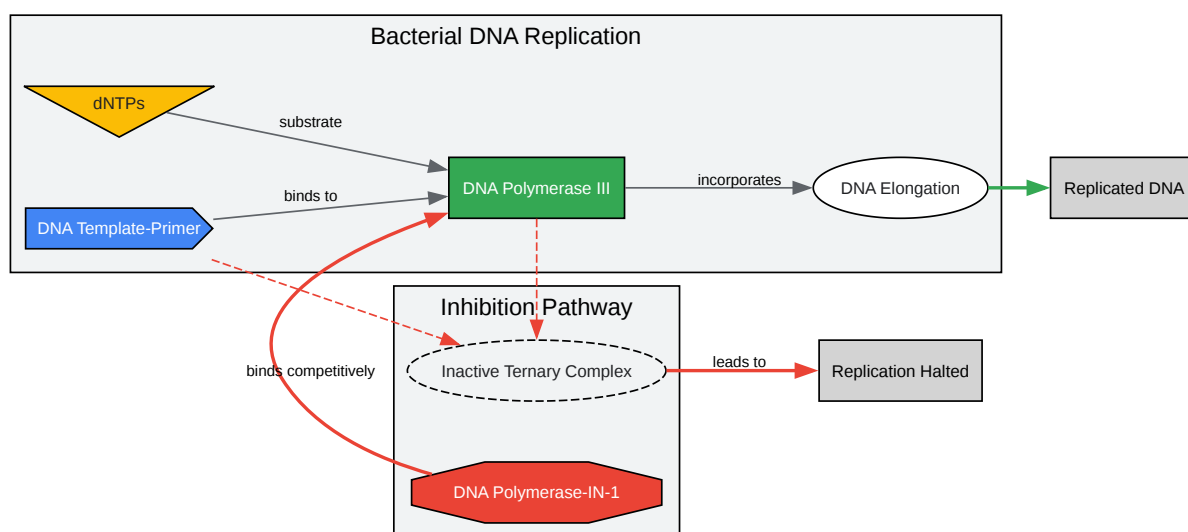 Bacterial DNA Replication
dNTPs
substrate
DNA Polymerase III
incorporates
DNA Elongation
Replicated DNA
binds to
DNA Template-Primer
Inhibition Pathway
binds competitively
Inactive Ternary Complex
leads to
Replication Halted
DNA Polymerase-IN-1